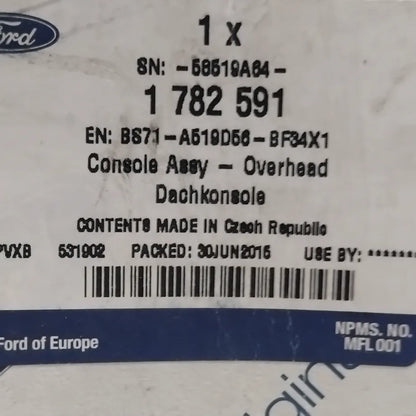 Ford
1 x
SN: -56519A64-
1 782 591
EN: BS71-A519D56-BF34X1
Console Assy - Overhead
Dachkonsole
CONTENTS MADE IN Czech Republic
PVXB 531902 PACKED: 30JUN2015 USE BY: ******
Ford of Europe
NPMS. NO.
MFL 001